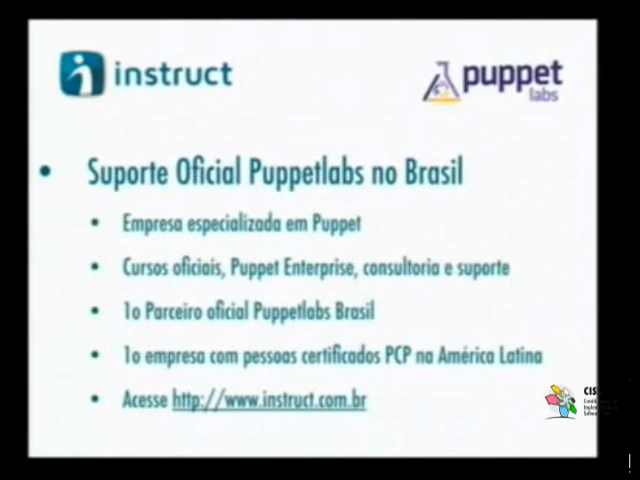 instruct
puppet
labs
• Suporte Oficial Puppetlabs no Brasil
• Empresa especializada em Puppet
• Cursos oficiais, Puppet Enterprise, consultoria e suporte
• 1o Parceiro oficial Puppetlabs Brasil
• 1o empresa com pessoas certificados PCP na América Latina
• Acesse http://www.instruct.com.br
CIS